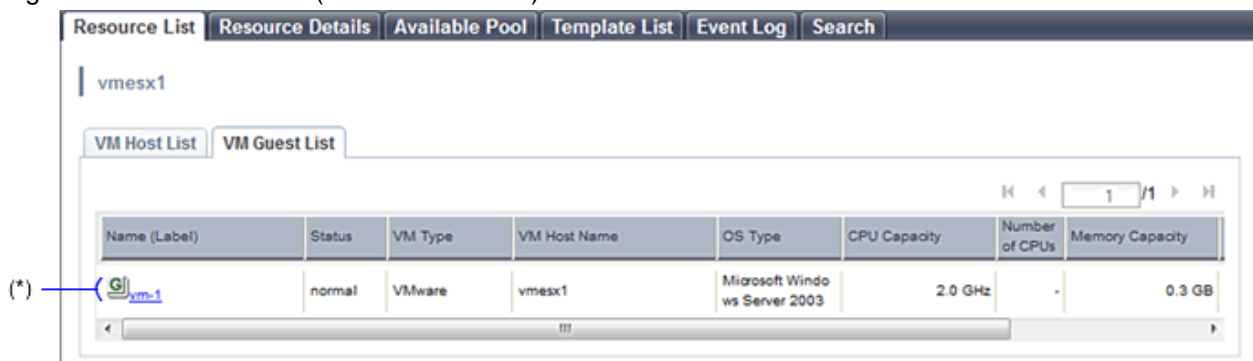 Resource List Resource Details Available Pool Template List Event Log Search
vmesx1
VM Host List VM Guest List
1 /1
Name (Label) Status VM Type VM Host Name OS Type CPU Capacity Number of CPUs Memory Capacity
(*) G vm-1 normal VMware vmesx1 Microsoft Windo
ws Server 2003 2.0 GHz - 0.3 GB